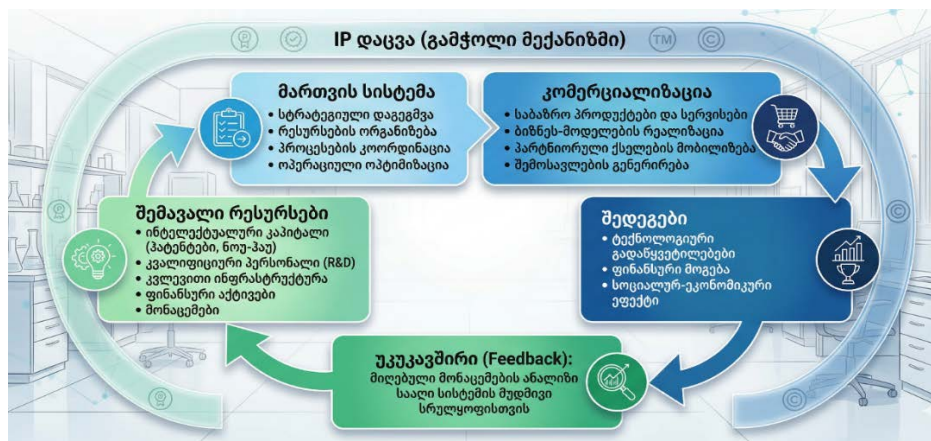 IP დაცვა (გამჭოლი მექანიზმი)
TM
©
მართვის სისტემა
• სტრატეგიული დაგეგმვა
• რესურსების ორგანიზება
• პროცესების კოორდინაცია
• ოპერაციული ოპტიმიზაცია
კომერციალიზაცია
• საბაზრო პროდუქტები და სერვისები
• ბიზნეს-მოდელების რეალიზაცია
• პარტნიორული ქსელების მობილიზება
• შემოსავლების გენერირება
შემავალი რესურსები
• ინტელექტუალური კაპიტალი
(პატენტები, ნოუ-ჰაუ)
• კვალიფიციური პერსონალი (R&D)
• კვლევითი ინფრასტრუქტურა
• ფინანსური აქტივები
• მონაცემები
შედეგები
• ტექნოლოგიური
გადაწყვეტილებები
• ფინანსური მოგება
• სოციალურ-ეკონომიკური
ეფექტი
©
უკუკავშირი (Feedback):
მიღებული მონაცემების ანალიზი
სააღი სისტემის მუდმივი
სრულყოფისთვის
©